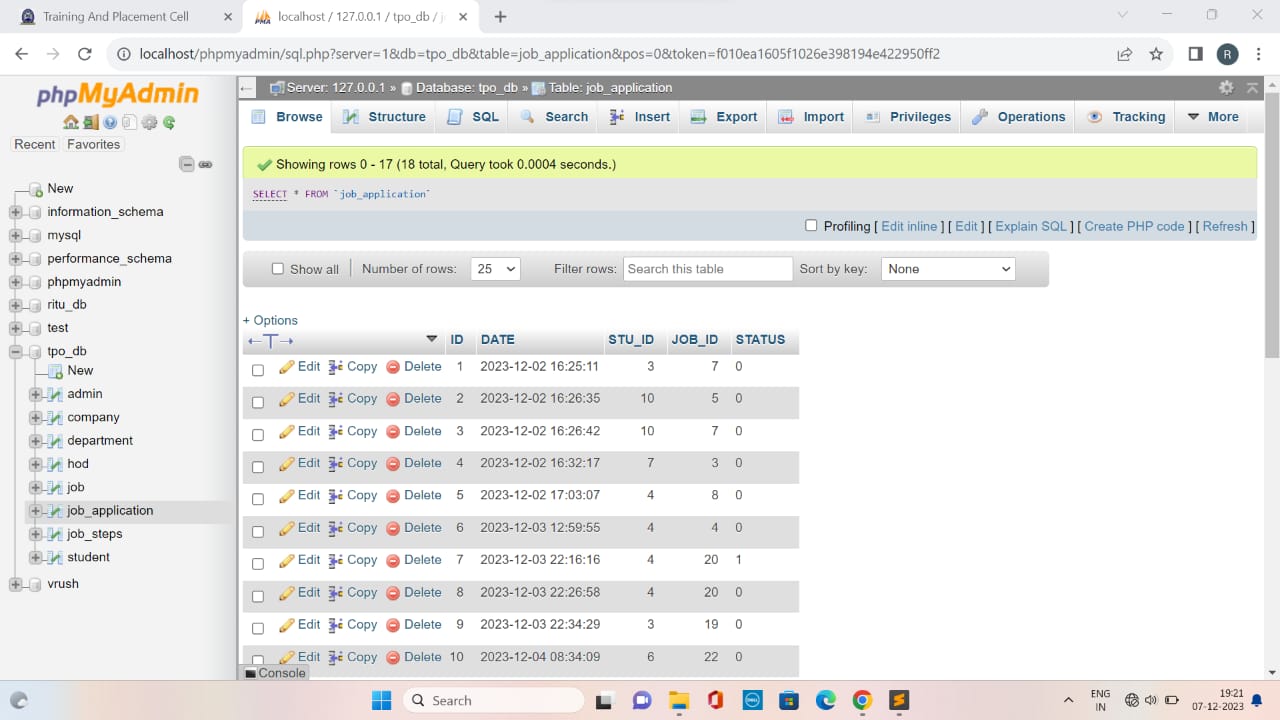 Training And Placement Cell
localhost / 127.0.0.1 / tpo_db / j
localhost/phpmyadmin/sql.php?server=1&db=tpo_db&table=job_application&pos=0&token=f010ea1605f1026e398194e422950ff2
R
phpMyAdmin
Recent Favorites
New
information_schema
mysql
performance_schema
phpmyadmin
ritu_db
test
tpo_db
New
admin
company
department
hod
job
job_application
job_steps
student
vrush
Server: 127.0.0.1 » Database: tpo_db » Table: job_application
Browse Structure SQL Search Insert Export Import Privileges Operations Tracking More
Showing rows 0 - 17 (18 total, Query took 0.0004 seconds.)
SELECT * FROM `job_application`
Profiling [ Edit inline ] [ Edit ] [ Explain SQL ] [ Create PHP code ] [ Refresh ]
Show all Number of rows: 25 Filter rows: Search this table Sort by key: None
+ Options
←T→ ID DATE STU_ID JOB_ID STATUS
Edit Copy Delete 1 2023-12-02 16:25:11 3 7 0
Edit Copy Delete 2 2023-12-02 16:26:35 10 5 0
Edit Copy Delete 3 2023-12-02 16:26:42 10 7 0
Edit Copy Delete 4 2023-12-02 16:32:17 7 3 0
Edit Copy Delete 5 2023-12-02 17:03:07 4 8 0
Edit Copy Delete 6 2023-12-03 12:59:55 4 4 0
Edit Copy Delete 7 2023-12-03 22:16:16 4 20 1
Edit Copy Delete 8 2023-12-03 22:26:58 4 20 0
Edit Copy Delete 9 2023-12-03 22:34:29 3 19 0
Edit Copy Delete 10 2023-12-04 08:34:09 6 22 0
Console
Search
ENG
IN
19:21
07-12-2023